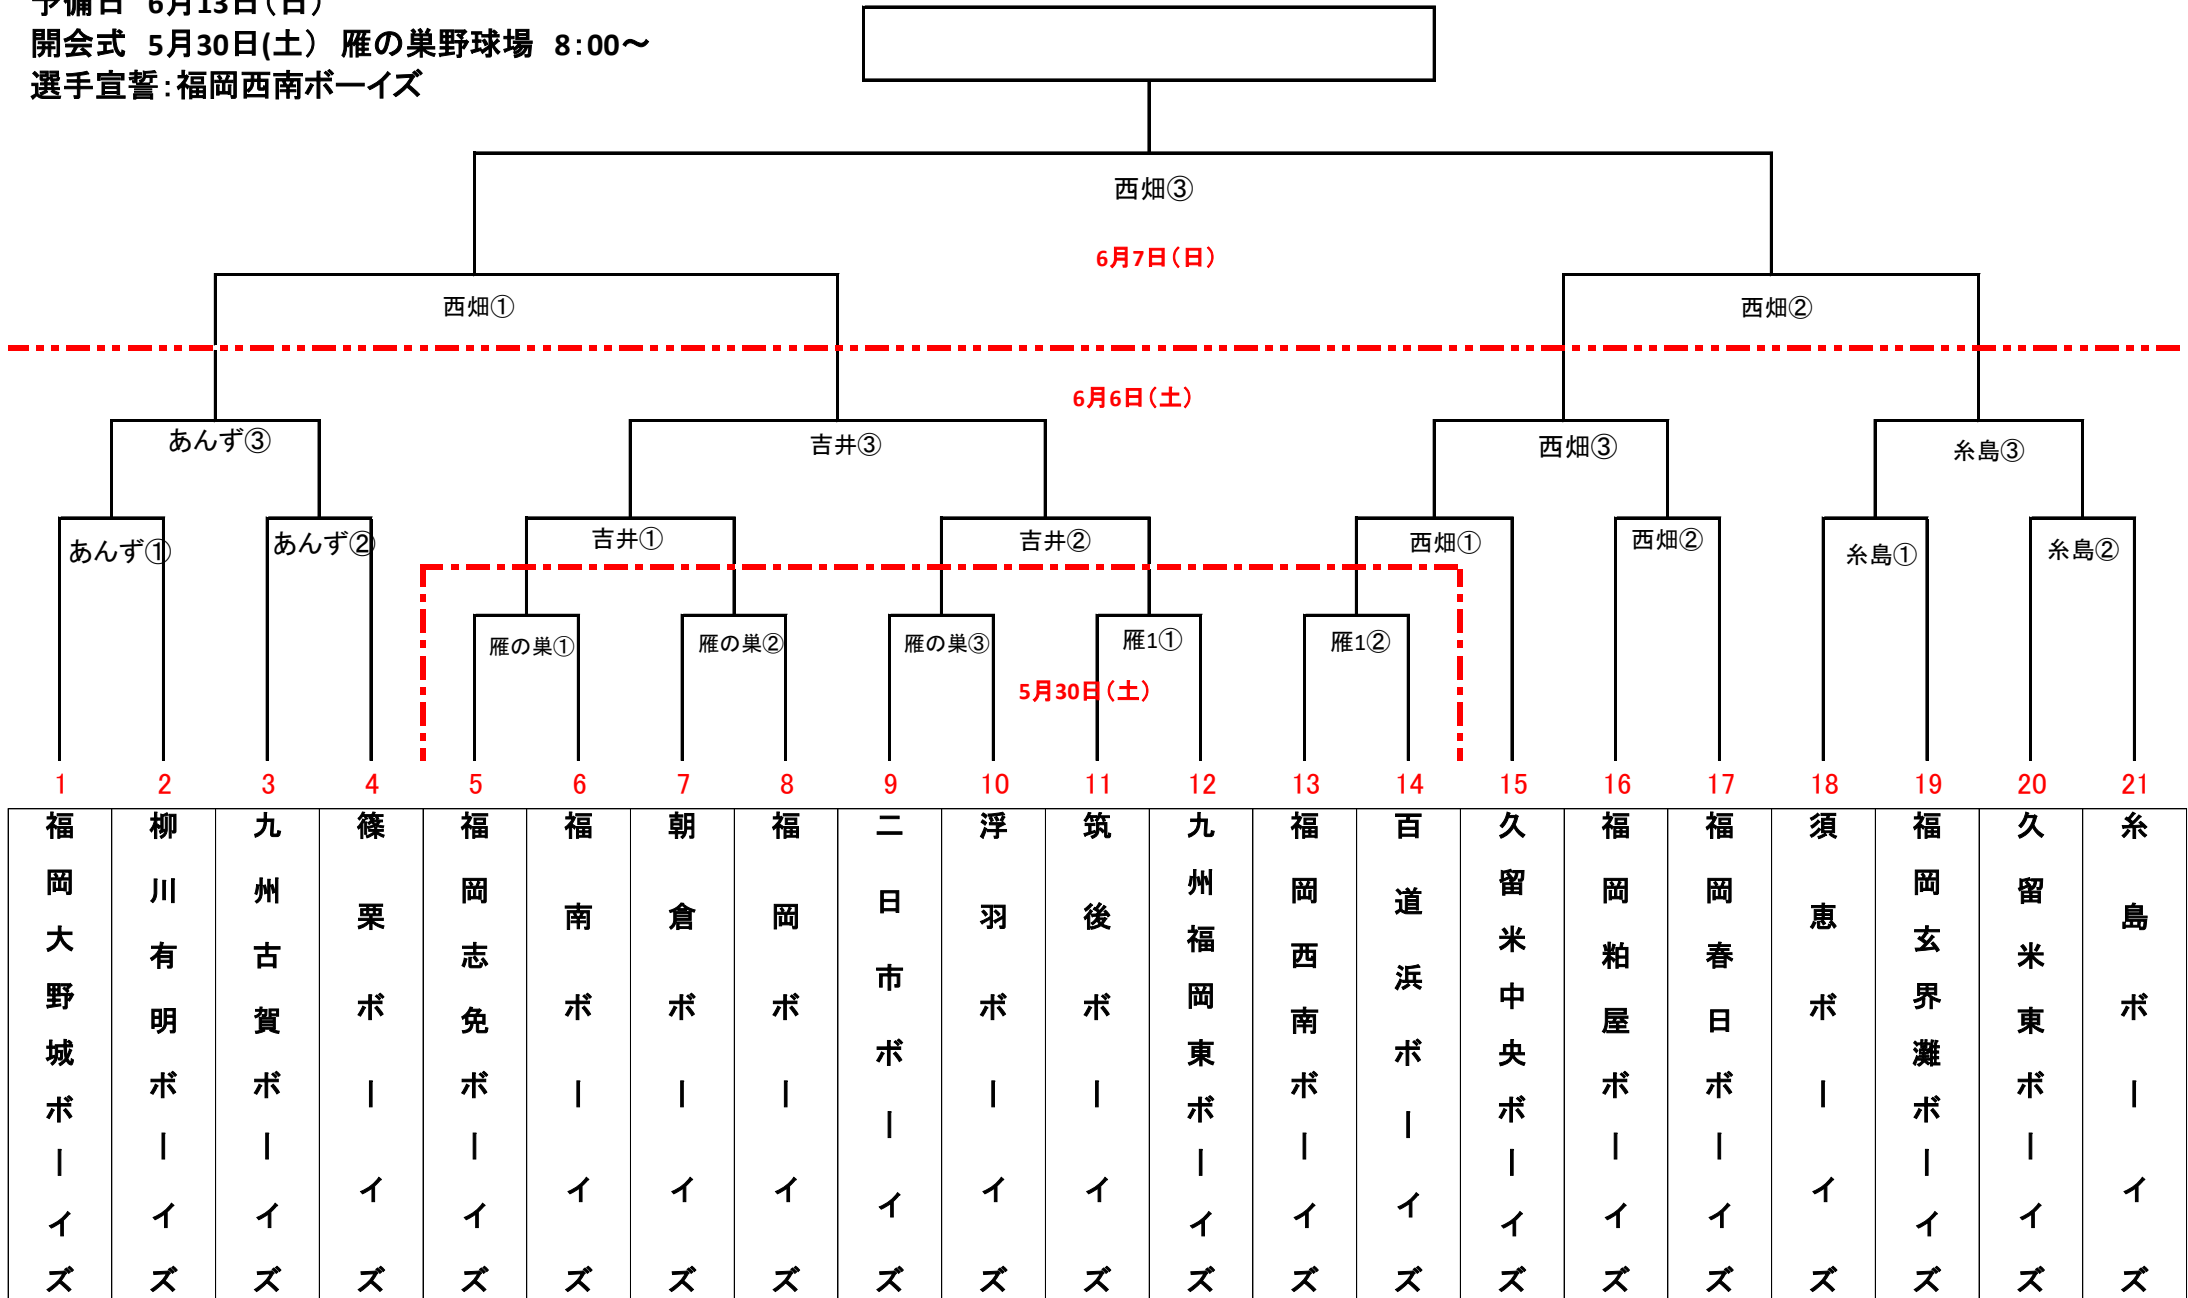 予備日 6月13日(日)
開会式 5月30日(土) 雁の巣野球場 8:00～
選手宣誓:福岡西南ボーイズ
西畑③
6月7日(日)
西畑①
西畑②
6月6日(土)
あんず③
吉井③
西畑③
糸島③
あんず①
あんず②
吉井①
吉井②
西畑①
西畑②
糸島①
糸島②
雁の巣①
雁の巣②
雁の巣③
雁1①
雁1②
5月30日(土)
1 2 3 4 5 6 7 8 9 10 11 12 13 14 15 16 17 18 19 20 21
福岡大野城ボーイズ
柳川有明ボーイズ
九州古賀ボーイズ
篠栗ボーイズ
福岡志免ボーイズ
福南ボーイズ
朝倉ボーイズ
福岡ボーイズ
二日市ボーイズ
浮羽ボーイズ
筑後ボーイズ
九州福岡東ボーイズ
福岡西南ボーイズ
百道浜ボーイズ
久留米中央ボーイズ
福岡粕屋ボーイズ
福岡春日ボーイズ
須恵ボーイズ
福岡玄界灘ボーイズ
久留米東ボーイズ
糸島ボーイズ